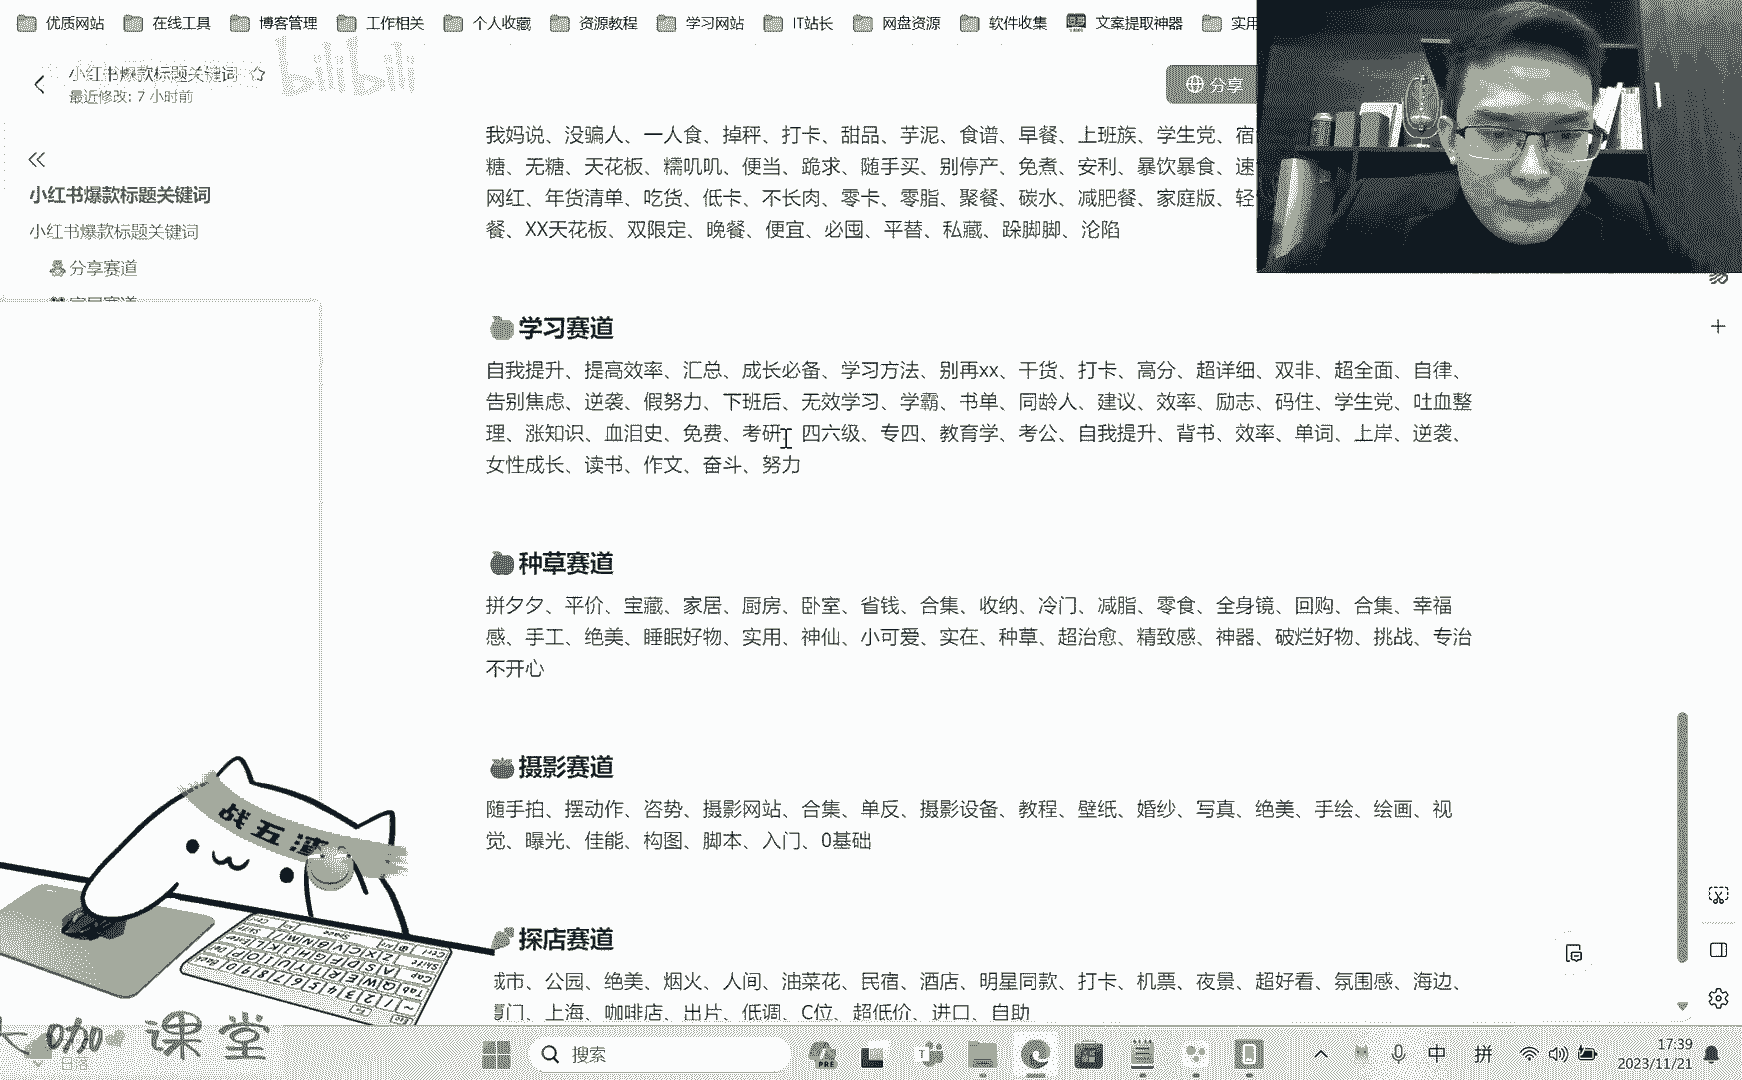 优质网站 在线工具 博客管理 工作相关 个人收藏 资源教程 学习网站 IT站长 网盘资源 软件收集 文案提取神器 实用
小红书爆款标题关键词
bilibili
最近修改: 7 小时前
分享
小红书爆款标题关键词
小红书爆款标题关键词
分享赛道
家居赛道
我妈说、没骗人、一人食、掉秤、打卡、甜品、芋泥、食谱、早餐、上班族、学生党、宿
糖、无糖、天花板、糯叽叽、便当、跪求、随手买、别停产、免煮、安利、暴饮暴食、速
网红、年货清单、吃货、低卡、不长肉、零卡、零脂、聚餐、碳水、减肥餐、家庭版、轻
餐、XX天花板、双限定、晚餐、便宜、必囤、平替、私藏、跺脚脚、沦陷
学习赛道
自我提升、提高效率、汇总、成长必备、学习方法、别再xx、干货、打卡、高分、超详细、双非、超全面、自律、
告别焦虑、逆袭、假努力、下班后、无效学习、学霸、书单、同龄人、建议、效率、励志、码住、学生党、吐血整
理、涨知识、血泪史、免费、考研、四六级、专四、教育学、考公、自我提升、背书、效率、单词、上岸、逆袭、
女性成长、读书、作文、奋斗、努力
种草赛道
拼夕夕、平价、宝藏、家居、厨房、卧室、省钱、合集、收纳、冷门、减脂、零食、全身镜、回购、合集、幸福
感、手工、绝美、睡眠好物、实用、神仙、小可爱、实在、种草、超治愈、精致感、神器、破烂好物、挑战、专治
不开心
摄影赛道
随手拍、摆动作、咨势、摄影网站、合集、单反、摄影设备、教程、壁纸、婚纱、写真、绝美、手绘、绘画、视
觉、曝光、佳能、构图、脚本、入门、0基础
探店赛道
城市、公园、绝美、烟火、人间、油菜花、民宿、酒店、明星同款、打卡、机票、夜景、超好看、氛围感、海边、
厦门、上海、咖啡店、出片、低调、C位、超低价、进口、自助
战五渣
大咖课堂
日落
搜索
中 拼
17:39
2023/11/21